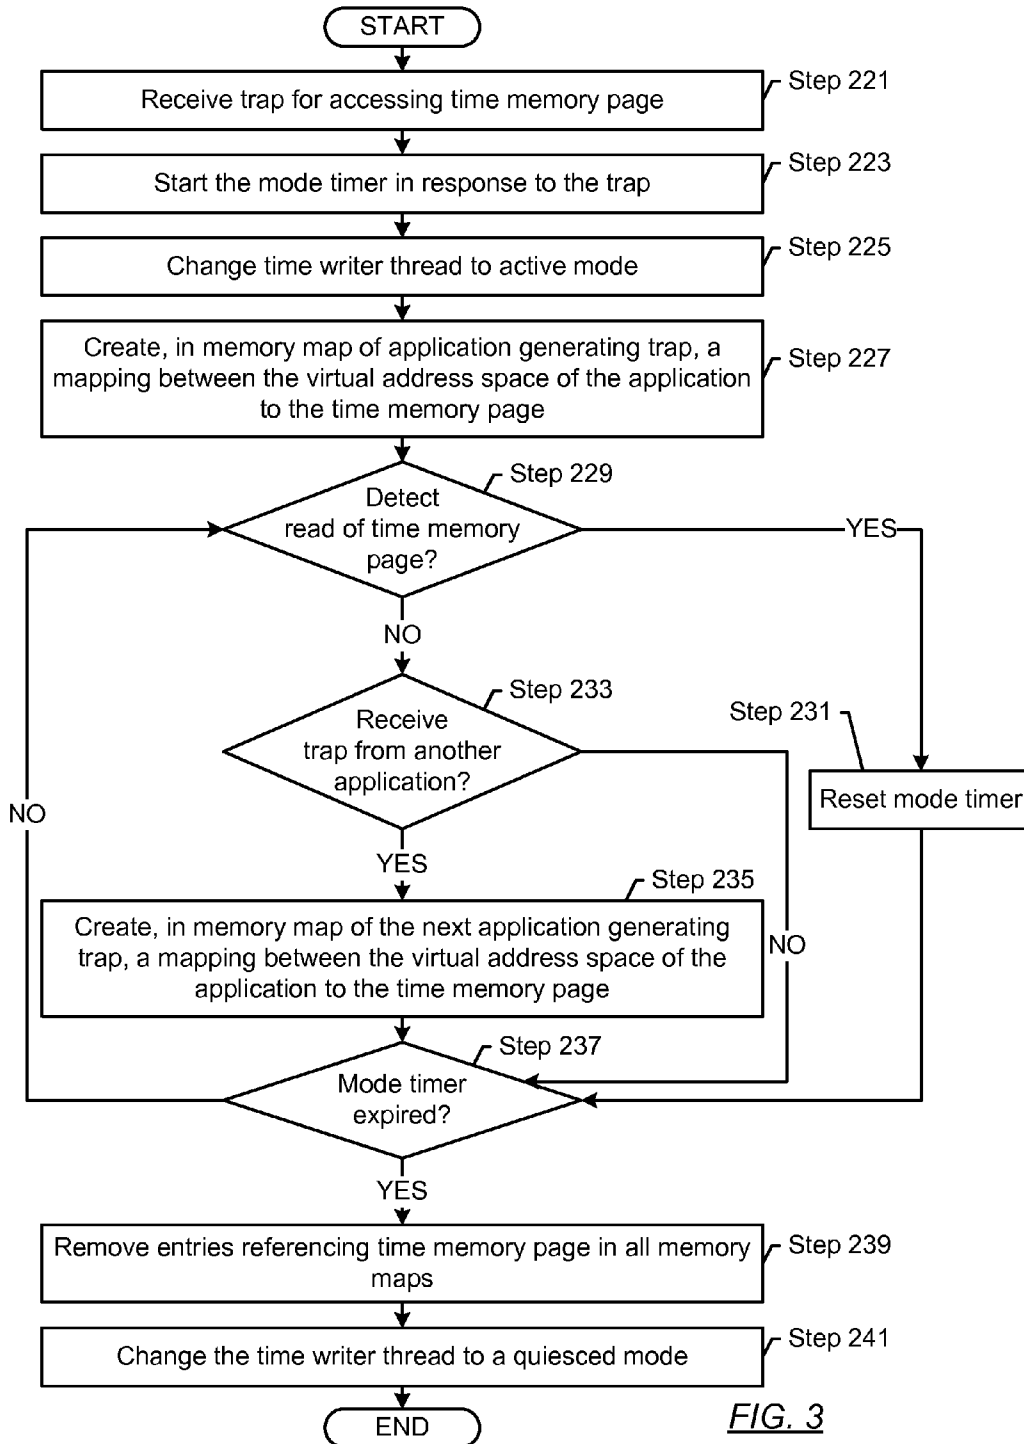 START
Receive trap for accessing time memory page
Step 221
Start the mode timer in response to the trap
Step 223
Change time writer thread to active mode
Step 225
Create, in memory map of application generating trap, a
mapping between the virtual address space of the application
to the time memory page
Step 227
Step 229
Detect
read of time memory
page?
YES
NO
Step 233
Receive
trap from another
application?
Step 231
Reset mode timer
NO
YES
Step 235
Create, in memory map of the next application generating
trap, a mapping between the virtual address space of the
application to the time memory page
NO
Step 237
Mode timer
expired?
YES
Remove entries referencing time memory page in all memory
maps
Step 239
Change the time writer thread to a quiesced mode
Step 241
END
FIG. 3